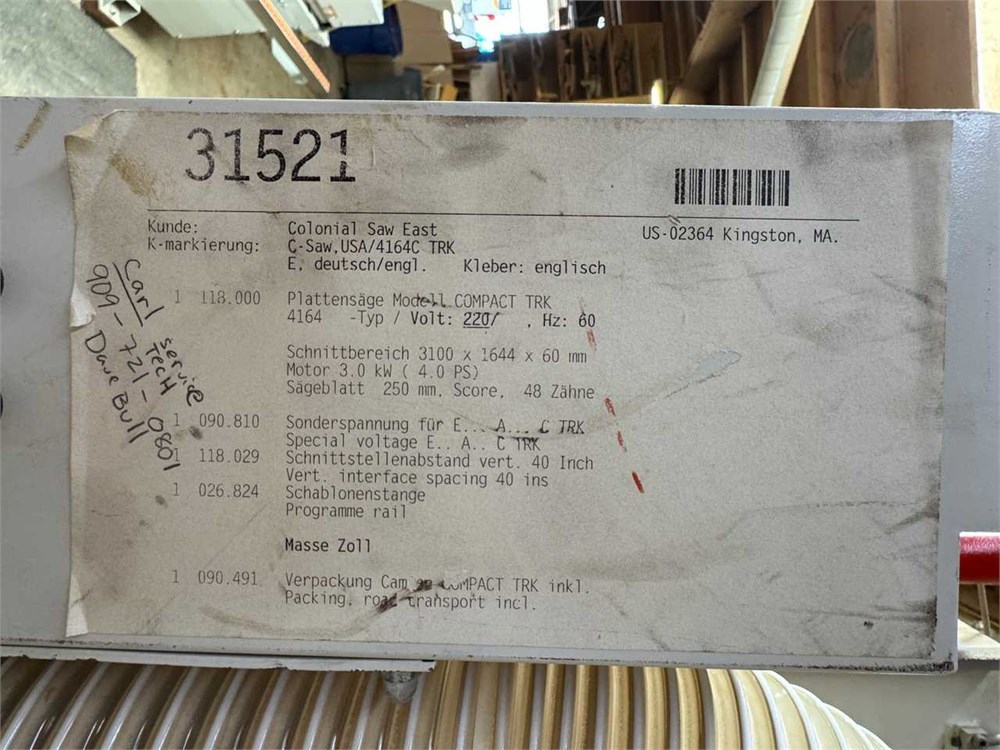 31521
Kunde: Colonial Saw East US-02364 Kingston, MA.
K-markierung: C-Saw,USA/4164C TRK
E, deutsch/engl. Kleber: englisch
1 118.000 Plattensäge Modell COMPACT TRK
4164 -Typ / Volt: 220/ , Hz: 60
Schnittbereich 3100 x 1644 x 60 mm
Motor 3.0 kW ( 4.0 PS)
Sägeblatt 250 mm, Score, 48 Zähne
1 090.810 Sonderspannung für E... A... C TRK
Special voltage E.. A.. C TRK
1 118.029 Schnittstellenabstand vert. 40 Inch
Vert. interface spacing 40 ins
1 026.824 Schablonenstange
Programme rail
Masse Zoll
1 090.491 Verpackung COMPACT TRK inkl.
Packing, road transport incl.
Carl service
TecH
909-721-0801
Dave Bull